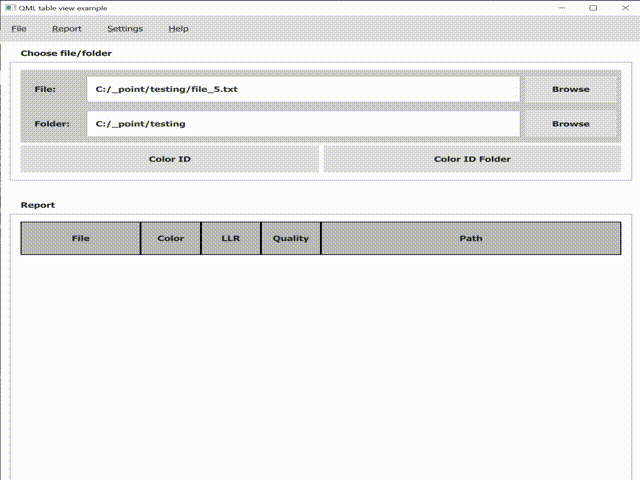 QML table view example
File Report Settings Help
Choose file/folder
File: C:/_point/testing/file_5.txt Browse
Folder: C:/_point/testing Browse
Color ID Color ID Folder
Report
File Color LLR Quality Path